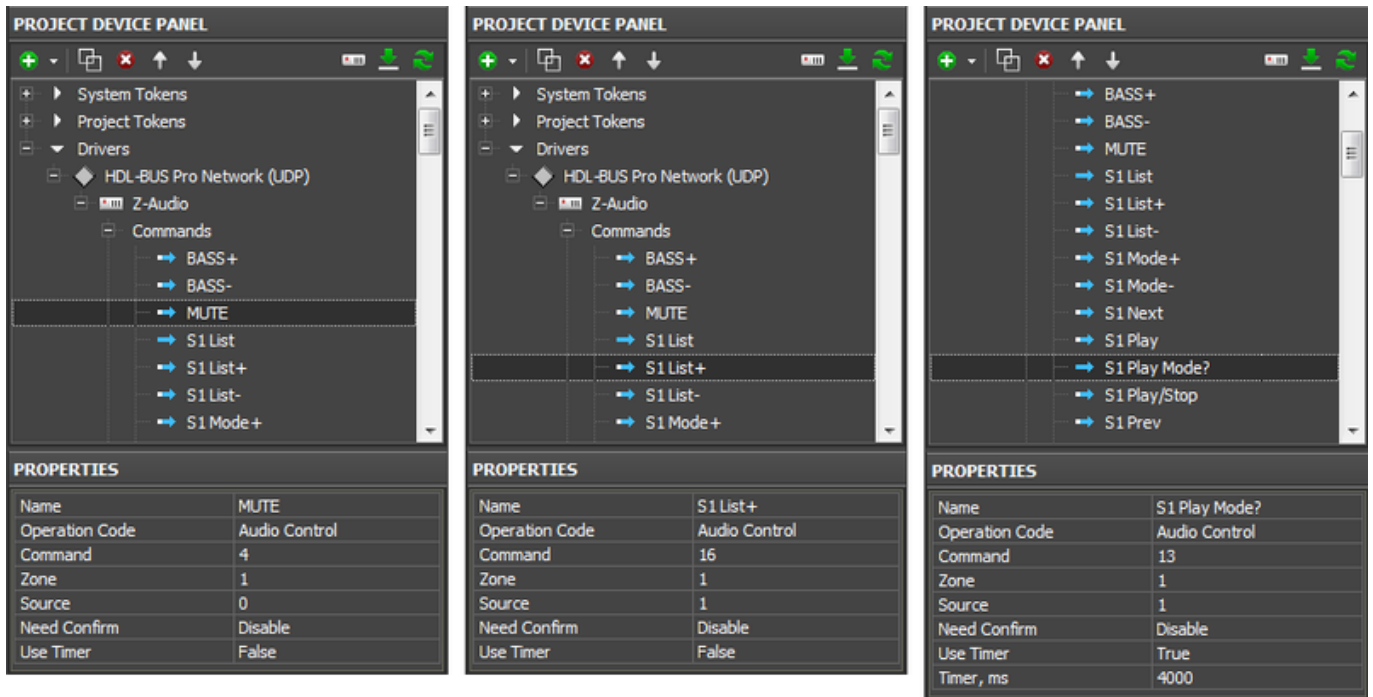 PROJECT DEVICE PANEL
System Tokens
Project Tokens
Drivers
HDL-BUS Pro Network (UDP)
Z-Audio
Commands
BASS+
BASS-
MUTE
S1 List
S1 List+
S1 List-
S1 Mode+
PROPERTIES
Name MUTE
Operation Code Audio Control
Command 4
Zone 1
Source 0
Need Confirm Disable
Use Timer False
PROJECT DEVICE PANEL
System Tokens
Project Tokens
Drivers
HDL-BUS Pro Network (UDP)
Z-Audio
Commands
BASS+
BASS-
MUTE
S1 List
S1 List+
S1 List-
S1 Mode+
PROPERTIES
Name S1 List+
Operation Code Audio Control
Command 16
Zone 1
Source 1
Need Confirm Disable
Use Timer False
PROJECT DEVICE PANEL
BASS+
BASS-
MUTE
S1 List
S1 List+
S1 List-
S1 Mode+
S1 Mode-
S1 Next
S1 Play
S1 Play Mode?
S1 Play/Stop
S1 Prev
PROPERTIES
Name S1 Play Mode?
Operation Code Audio Control
Command 13
Zone 1
Source 1
Need Confirm Disable
Use Timer True
Timer, ms 4000